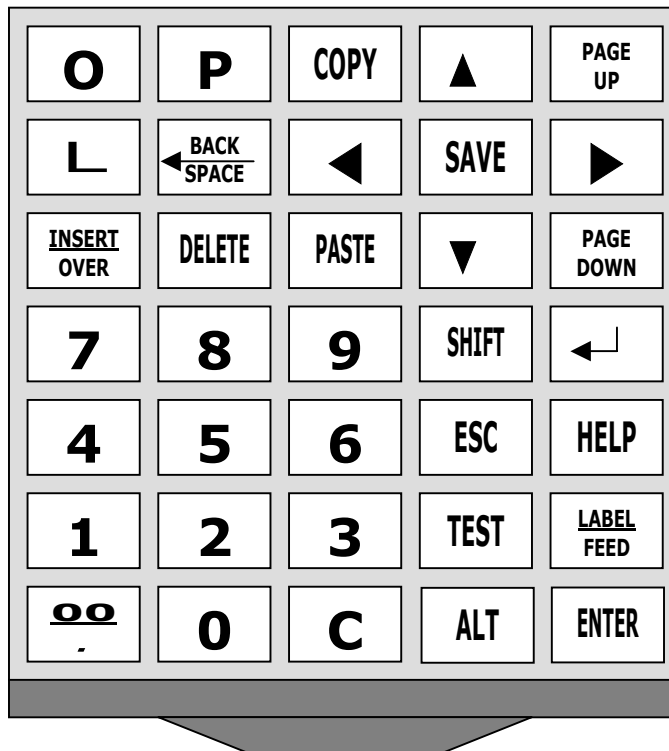 O P COPY ▲ PAGE
UP
L BACK
SPACE ◀ SAVE ▶
INSERT
OVER DELETE PASTE ▼ PAGE
DOWN
7 8 9 SHIFT ↵
4 5 6 ESC HELP
1 2 3 TEST LABEL
FEED
00
. 0 C ALT ENTER